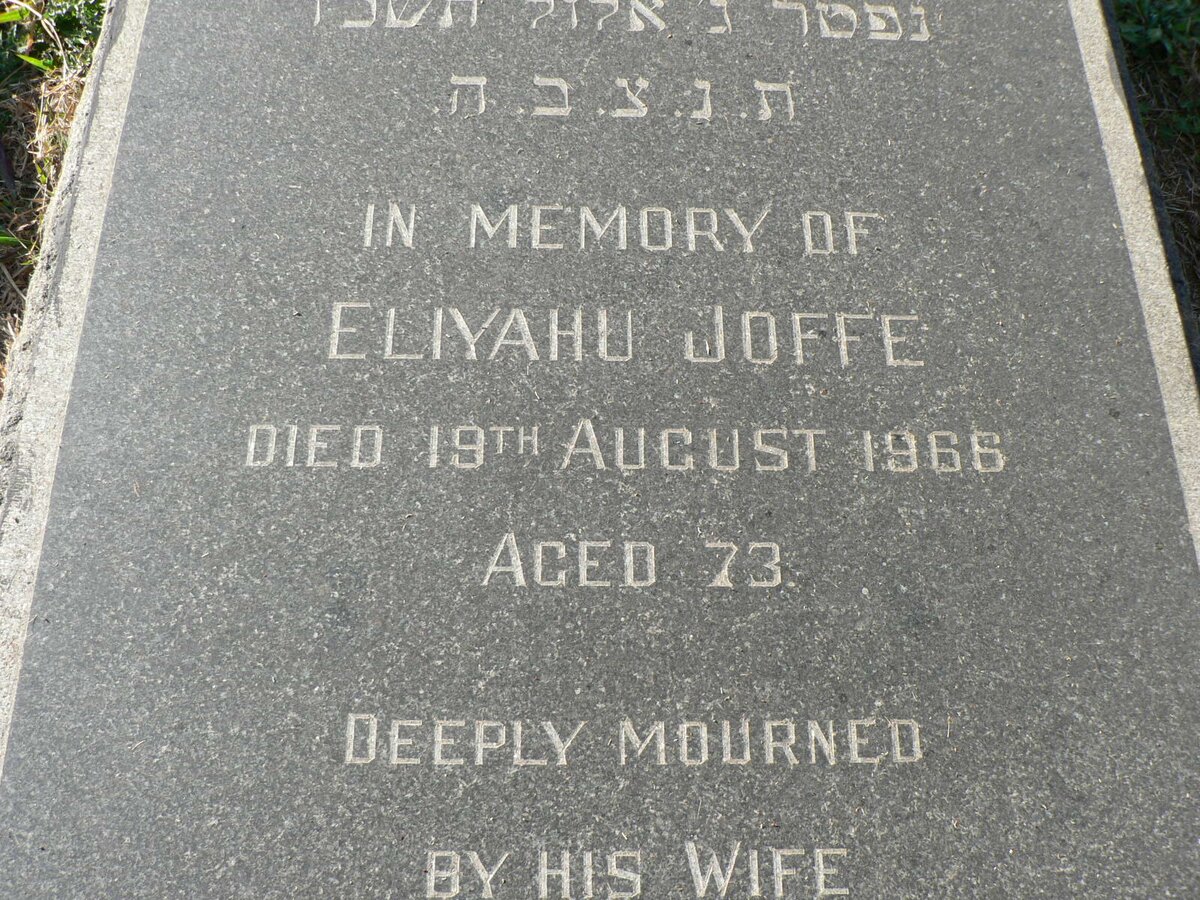 נפטר ג' אלול תשכו
ת.נ.צ.ב.ה.
IN MEMORY OF
ELIYAHU JOFFE
DIED 19TH AUGUST 1966
AGED 73.
DEEPLY MOURNED
BY HIS WIFE